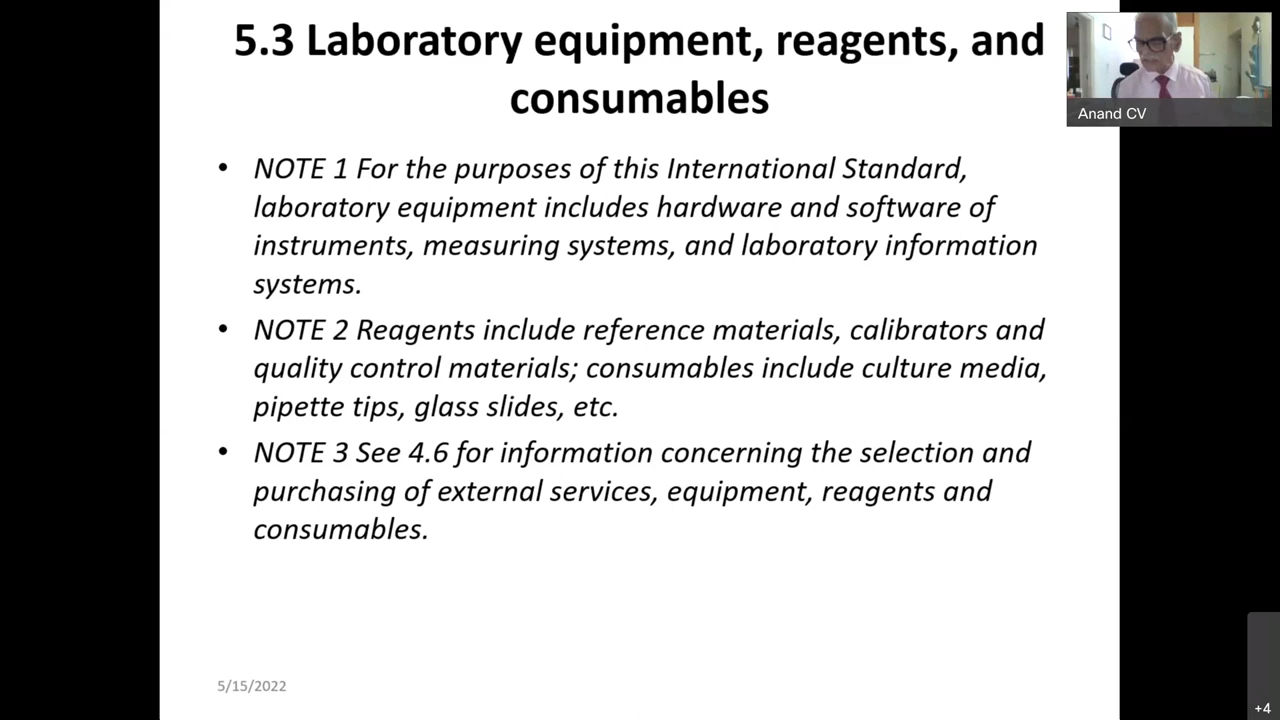 5.3 Laboratory equipment, reagents, and
consumables
Anand CV
• NOTE 1 For the purposes of this International Standard,
laboratory equipment includes hardware and software of
instruments, measuring systems, and laboratory information
systems.
• NOTE 2 Reagents include reference materials, calibrators and
quality control materials; consumables include culture media,
pipette tips, glass slides, etc.
• NOTE 3 See 4.6 for information concerning the selection and
purchasing of external services, equipment, reagents and
consumables.
5/15/2022
+4